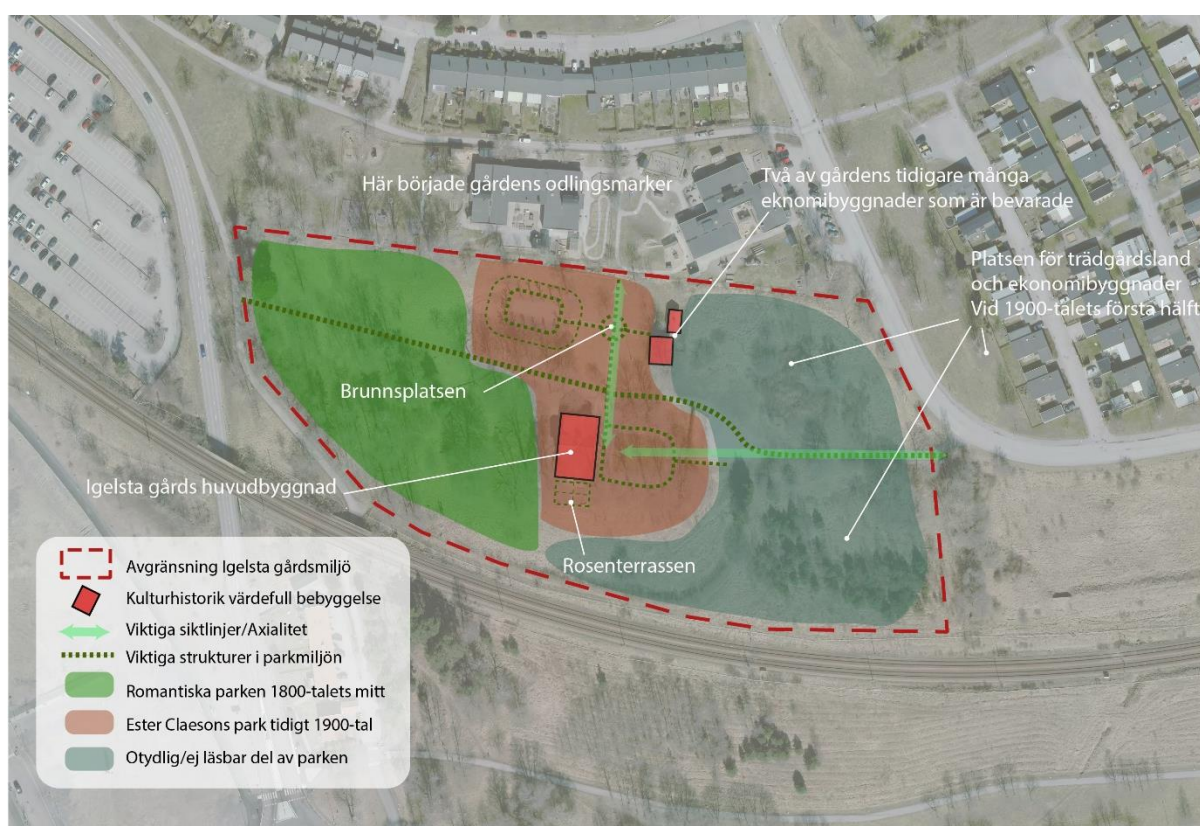 Här började gårdens odlingsmarker
Två av gårdens tidigare många
eknomibyggnader som är bevarade
Platsen för trädgårdsland
och ekonomibyggnader
Vid 1900-talets första hälft
Brunnsplatsen
Igelsta gårds huvudbyggnad
Rosenterrassen
Avgränsning Igelsta gårdsmiljö
Kulturhistorik värdefull bebyggelse
Viktiga siktlinjer/Axialitet
Viktiga strukturer i parkmiljön
Romantiska parken 1800-talets mitt
Ester Claesons park tidigt 1900-tal
Otydlig/ej läsbar del av parken